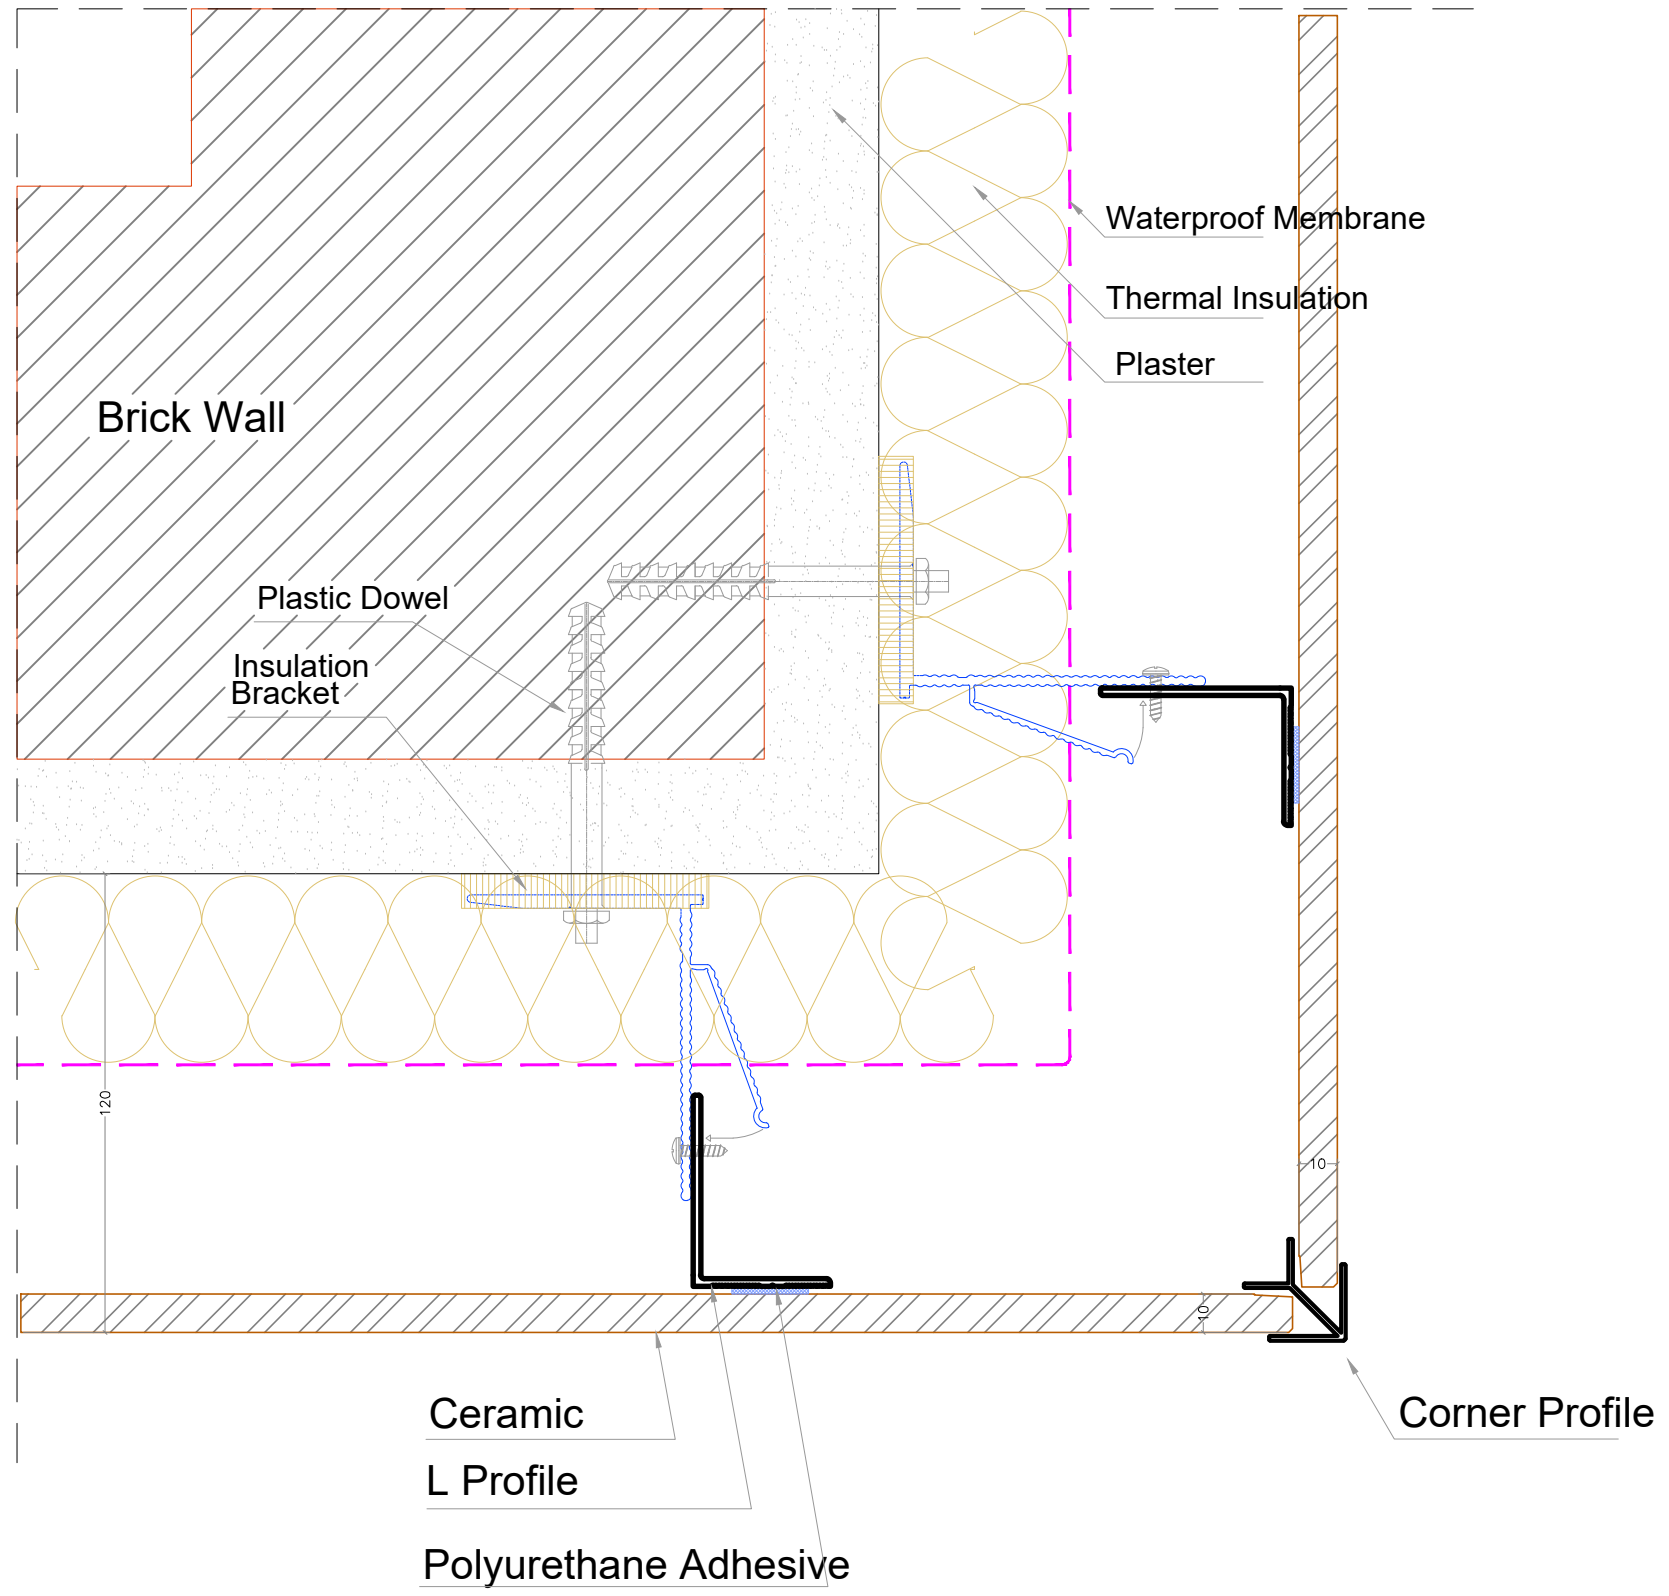 Waterproof Membrane
Thermal Insulation
Plaster
Brick Wall
Plastic Dowel
Insulation
Bracket
120
10
10
Ceramic
Corner Profile
L Profile
Polyurethane Adhesive